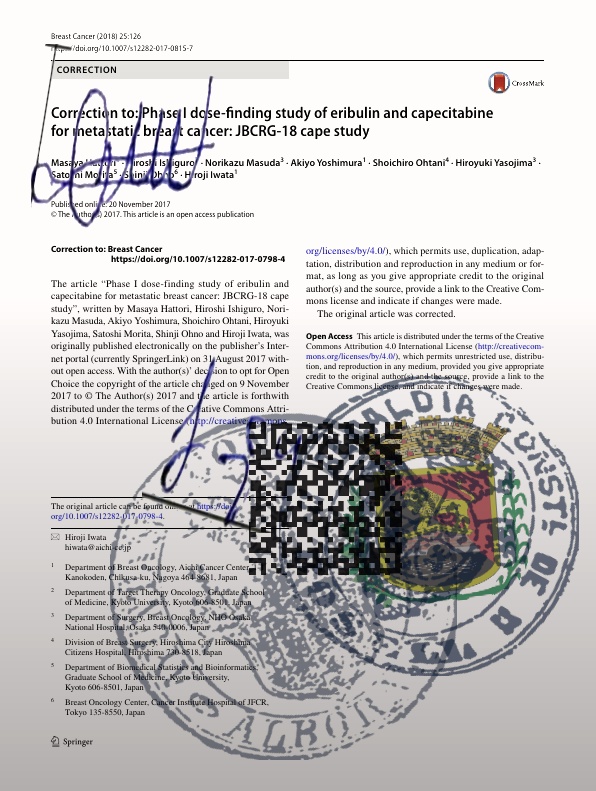 Breast Cancer (2018) 25:126
https://doi.org/10.1007/s12282-017-0815-7
CORRECTION
CrossMark
Correction to: Phase I dose-finding study of eribulin and capecitabine
for metastatic breast cancer: JBCRG-18 cape study
Masaya Hattori¹ · Hiroshi Ishiguro² · Norikazu Masuda³ · Akiyo Yoshimura¹ · Shoichiro Ohtani⁴ · Hiroyuki Yasojima³ ·
Satoshi Morita⁵ · Shinji Ohno⁶ · Hiroji Iwata¹
Published online: 20 November 2017
© The Author(s) 2017. This article is an open access publication
Correction to: Breast Cancer
https://doi.org/10.1007/s12282-017-0798-4
The article “Phase I dose-finding study of eribulin and
capecitabine for metastatic breast cancer: JBCRG-18 cape
study”, written by Masaya Hattori, Hiroshi Ishiguro, Nori-
kazu Masuda, Akiyo Yoshimura, Shoichiro Ohtani, Hiroyuki
Yasojima, Satoshi Morita, Shinji Ohno and Hiroji Iwata, was
originally published electronically on the publisher’s Inter-
net portal (currently SpringerLink) on 31 August 2017 with-
out open access. With the author(s)’ decision to opt for Open
Choice the copyright of the article changed on 9 November
2017 to © The Author(s) 2017 and the article is forthwith
distributed under the terms of the Creative Commons Attri-
bution 4.0 International License (http://creativecommons.
org/licenses/by/4.0/), which permits use, duplication, adap-
tation, distribution and reproduction in any medium or for-
mat, as long as you give appropriate credit to the original
author(s) and the source, provide a link to the Creative Com-
mons license and indicate if changes were made.
The original article was corrected.
Open Access This article is distributed under the terms of the Creative
Commons Attribution 4.0 International License (http://creativecom-
mons.org/licenses/by/4.0/), which permits unrestricted use, distribu-
tion, and reproduction in any medium, provided you give appropriate
credit to the original author(s) and the source, provide a link to the
Creative Commons license, and indicate if changes were made.
The original article can be found online at https://doi.
org/10.1007/s12282-017-0798-4.
Hiroji Iwata
hiwata@aichi-cc.jp
1 Department of Breast Oncology, Aichi Cancer Center,
Kanokoden, Chikusa-ku, Nagoya 464-8681, Japan
2 Department of Target Therapy Oncology, Graduate School
of Medicine, Kyoto University, Kyoto 606-8501, Japan
3 Department of Surgery, Breast Oncology, NHO Osaka
National Hospital, Osaka 540-0006, Japan
4 Division of Breast Surgery, Hiroshima City Hiroshima
Citizens Hospital, Hiroshima 730-8518, Japan
5 Department of Biomedical Statistics and Bioinformatics,
Graduate School of Medicine, Kyoto University,
Kyoto 606-8501, Japan
6 Breast Oncology Center, Cancer Institute Hospital of JFCR,
Tokyo 135-8550, Japan
Springer